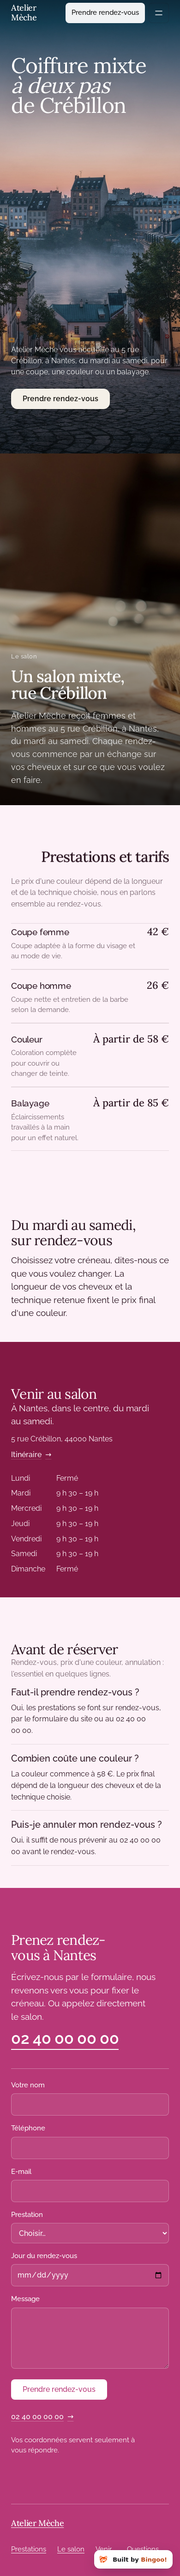 Atelier
Mèche
Prendre rendez-vous
Coiffure mixte
à deux pas
de Crébillon
Atelier Mèche vous accueille au 5 rue
Crébillon, à Nantes, du mardi au samedi, pour
une coupe, une couleur ou un balayage.
Prendre rendez-vous
Le salon
Un salon mixte,
rue Crébillon
Atelier Mèche reçoit femmes et
hommes au 5 rue Crébillon, à Nantes,
du mardi au samedi. Chaque rendez-
vous commence par un échange sur
vos cheveux et sur ce que vous voulez
en faire.
Prestations et tarifs
Le prix d'une couleur dépend de la longueur
et de la technique choisie, nous en parlons
ensemble au rendez-vous.
Coupe femme 42 €
Coupe adaptée à la forme du visage et
au mode de vie.
Coupe homme 26 €
Coupe nette et entretien de la barbe
selon la demande.
Couleur À partir de 58 €
Coloration complète
pour couvrir ou
changer de teinte.
Balayage À partir de 85 €
Éclaircissements
travaillés à la main
pour un effet naturel.
Du mardi au samedi,
sur rendez-vous
Choisissez votre créneau, dites-nous ce
que vous voulez changer. La
longueur de vos cheveux et la
technique retenue fixent le prix final
d'une couleur.
Venir au salon
À Nantes, dans le centre, du mardi
au samedi.
5 rue Crébillon, 44000 Nantes
Itinéraire →
Lundi Fermé
Mardi 9 h 30 – 19 h
Mercredi 9 h 30 – 19 h
Jeudi 9 h 30 – 19 h
Vendredi 9 h 30 – 19 h
Samedi 9 h 30 – 19 h
Dimanche Fermé
Avant de réserver
Rendez-vous, prix d'une couleur, annulation :
l'essentiel en quelques lignes.
Faut-il prendre rendez-vous ?
Oui, les prestations se font sur rendez-vous,
par le formulaire du site ou au 02 40 00
00 00.
Combien coûte une couleur ?
La couleur commence à 58 €. Le prix final
dépend de la longueur des cheveux et de la
technique choisie.
Puis-je annuler mon rendez-vous ?
Oui, il suffit de nous prévenir au 02 40 00 00
00 avant le rendez-vous.
Prenez rendez-
vous à Nantes
Écrivez-nous par le formulaire, nous
revenons vers vous pour fixer le
créneau. Ou appelez directement
le salon.
02 40 00 00 00
Votre nom
Téléphone
E-mail
Prestation
Choisir…
Jour du rendez-vous
mm/dd/yyyy
Message
Prendre rendez-vous
02 40 00 00 00 →
Vos coordonnées servent seulement à
vous répondre.
Atelier Mèche
Prestations Le salon Venir Questions
Built by Bingoo!